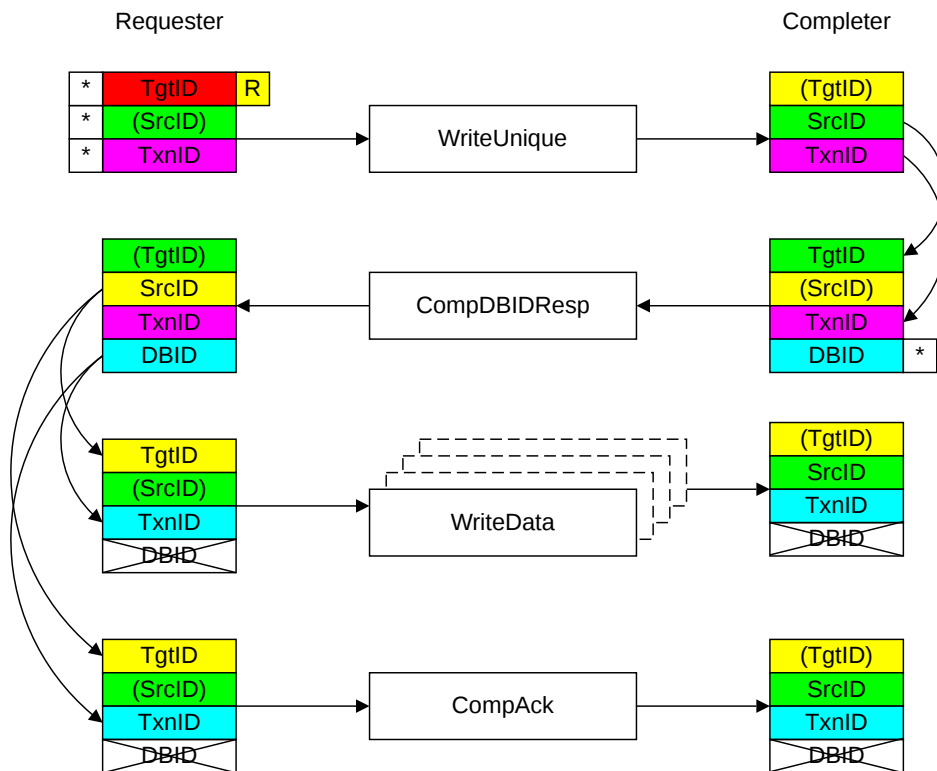 Requester
Completer
* TgtID R
* (SrcID)
* TxnID
WriteUnique
(TgtID)
SrcID
TxnID
(TgtID)
SrcID
TxnID
DBID
CompDBIDResp
TgtID
(SrcID)
TxnID
DBID *
TgtID
(SrcID)
TxnID
DBID
WriteData
(TgtID)
SrcID
TxnID
DBID
TgtID
(SrcID)
TxnID
DBID
CompAck
(TgtID)
SrcID
TxnID
DBID